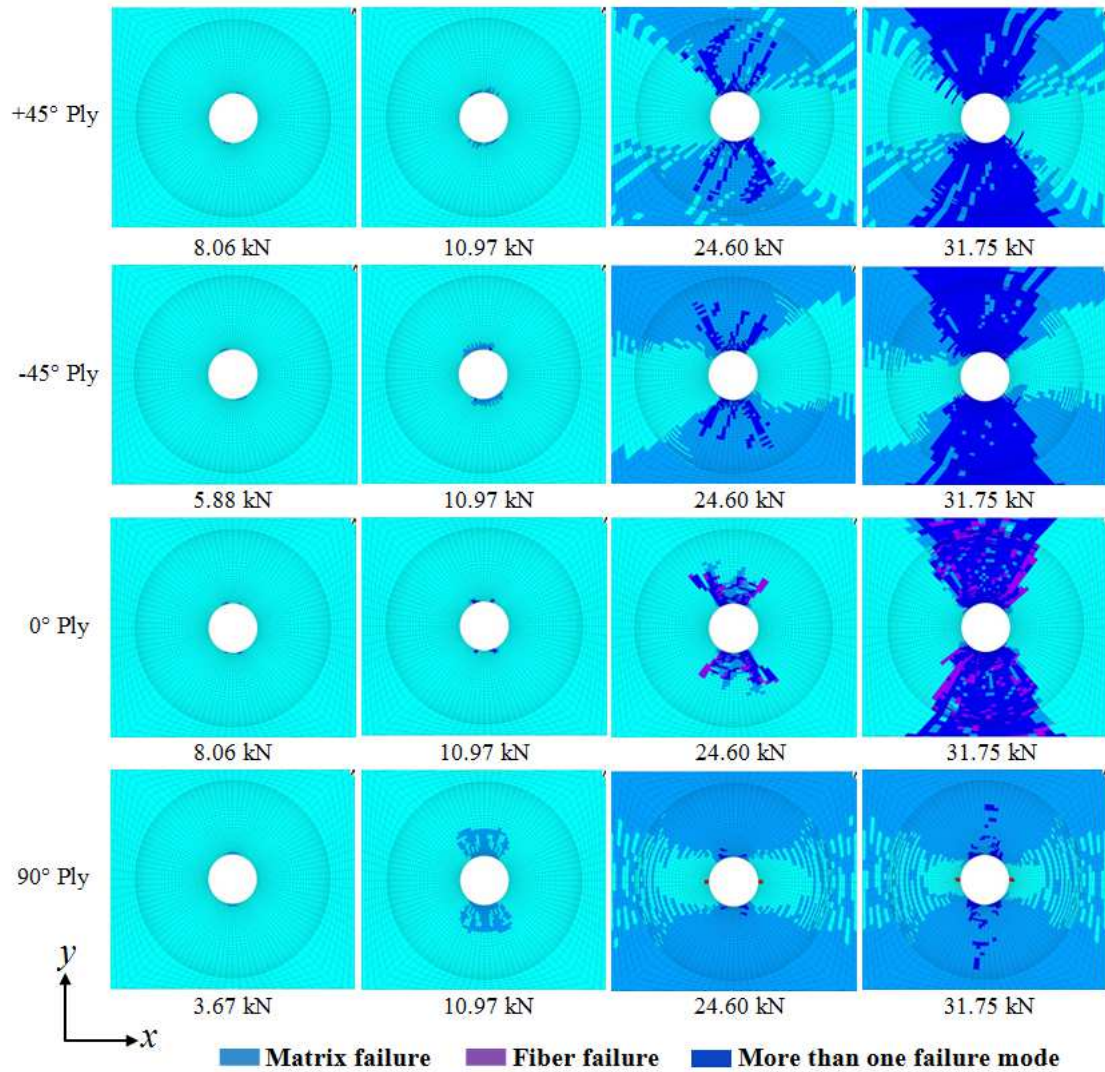 +45° Ply
8.06 kN 10.97 kN 24.60 kN 31.75 kN
-45° Ply
5.88 kN 10.97 kN 24.60 kN 31.75 kN
0° Ply
8.06 kN 10.97 kN 24.60 kN 31.75 kN
90° Ply
3.67 kN 10.97 kN 24.60 kN 31.75 kN
y
x
Matrix failure Fiber failure More than one failure mode